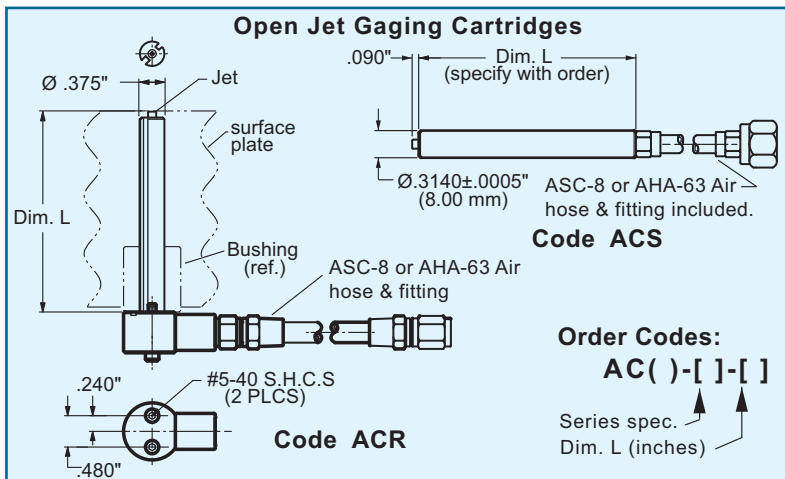 Open Jet Gaging Cartridges
Ø .375"
Jet
surface
plate
Dim. L
Bushing
(ref.)
ASC-8 or AHA-63 Air
hose & fitting
.240"
#5-40 S.H.C.S
(2 PLCS)
.480"
Code ACR
.090"
Dim. L
(specify with order)
Ø.3140±.0005"
(8.00 mm)
ASC-8 or AHA-63 Air
hose & fitting included.
Code ACS
Order Codes:
AC( )-[ ]-[ ]
Series spec.
Dim. L (inches)